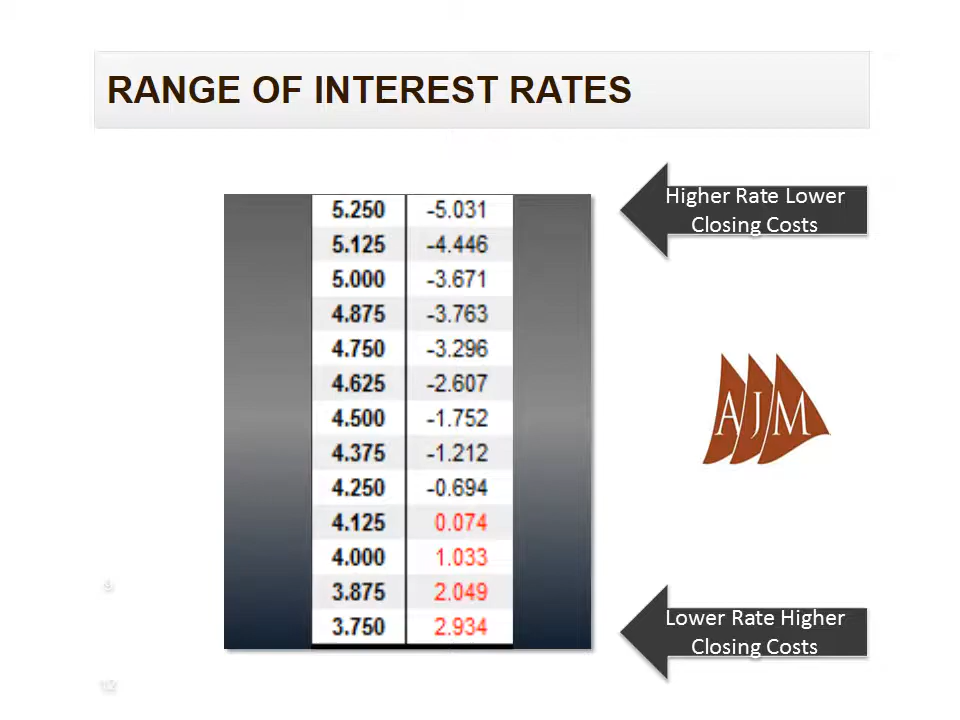 RANGE OF INTEREST RATES
Higher Rate Lower
Closing Costs
5.250 -5.031
5.125 -4.446
5.000 -3.671
4.875 -3.763
4.750 -3.296
4.625 -2.607
4.500 -1.752
4.375 -1.212
4.250 -0.694
4.125 0.074
4.000 1.033
3.875 2.049
3.750 2.934
AJM
Lower Rate Higher
Closing Costs
12